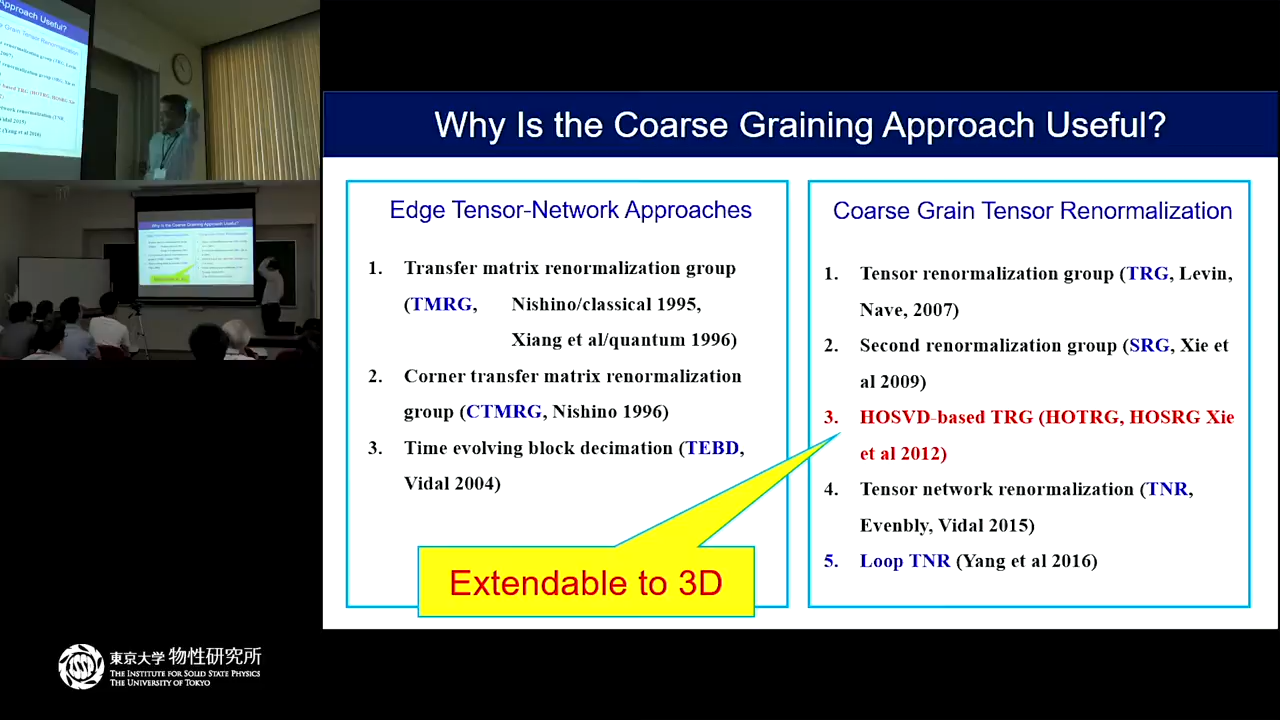 Why Is the Coarse Graining Approach Useful?
Edge Tensor-Network Approaches
1. Transfer matrix renormalization group
(TMRG, Nishino/classical 1995,
Xiang et al/quantum 1996)
2. Corner transfer matrix renormalization
group (CTMRG, Nishino 1996)
3. Time evolving block decimation (TEBD,
Vidal 2004)
Extendable to 3D
Coarse Grain Tensor Renormalization
1. Tensor renormalization group (TRG, Levin,
Nave, 2007)
2. Second renormalization group (SRG, Xie et
al 2009)
3. HOSVD-based TRG (HOTRG, HOSRG Xie
et al 2012)
4. Tensor network renormalization (TNR,
Evenbly, Vidal 2015)
5. Loop TNR (Yang et al 2016)
東京大学 物性研究所
THE INSTITUTE FOR SOLID STATE PHYSICS
THE UNIVERSITY OF TOKYO